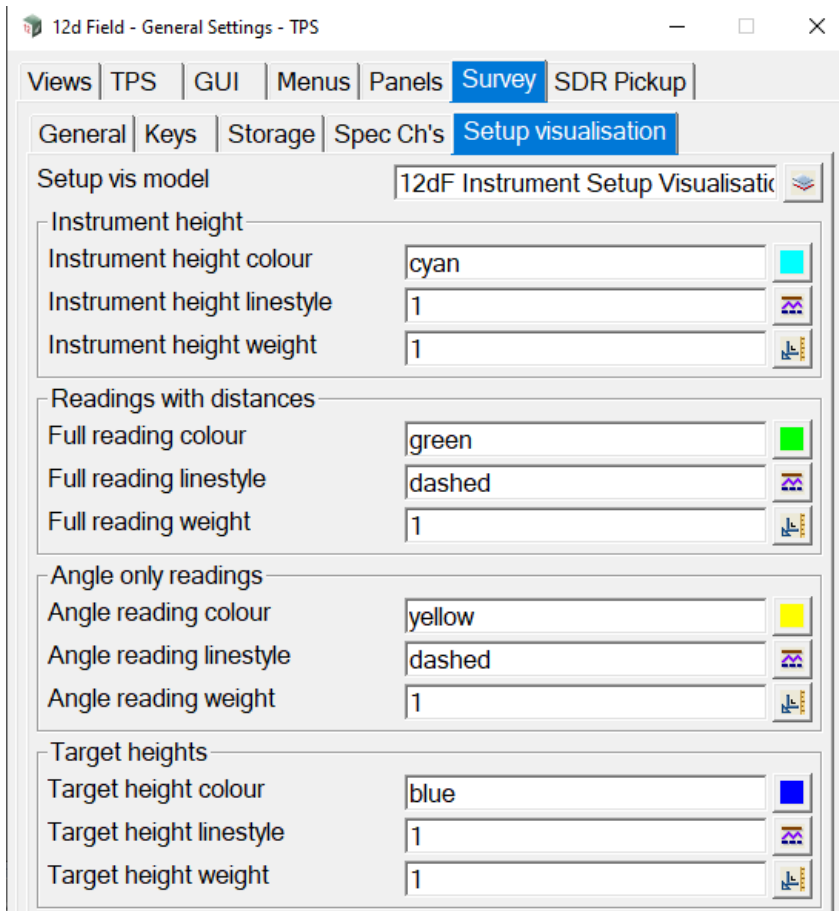 12d Field - General Settings - TPS
Views TPS GUI Menus Panels Survey SDR Pickup
General Keys Storage Spec Ch's Setup visualisation
Setup vis model 12dF Instrument Setup Visualisatic
Instrument height
Instrument height colour cyan
Instrument height linestyle 1
Instrument height weight 1
Readings with distances
Full reading colour green
Full reading linestyle dashed
Full reading weight 1
Angle only readings
Angle reading colour yellow
Angle reading linestyle dashed
Angle reading weight 1
Target heights
Target height colour blue
Target height linestyle 1
Target height weight 1